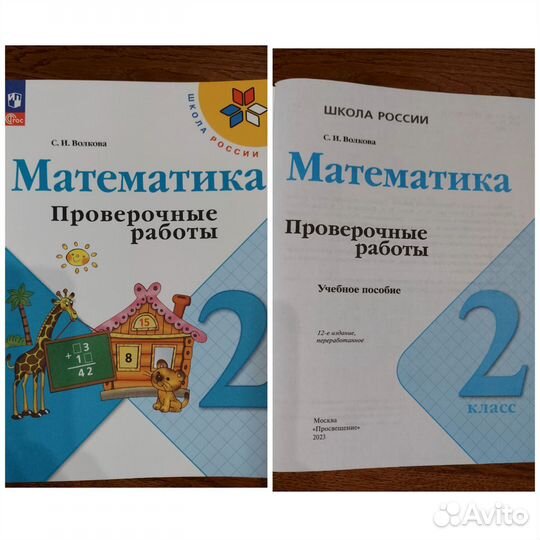 ФГОС
ШКОЛА РОССИИ
С. И. Волкова
Математика
Проверочные
работы
15
8
+ □3
1□
42
2
ШКОЛА РОССИИ
С. И. Волкова
Математика
Проверочные
работы
Учебное пособие
12-е издание,
переработанное
2
класс
Москва
«Просвещение»
2023
Avito